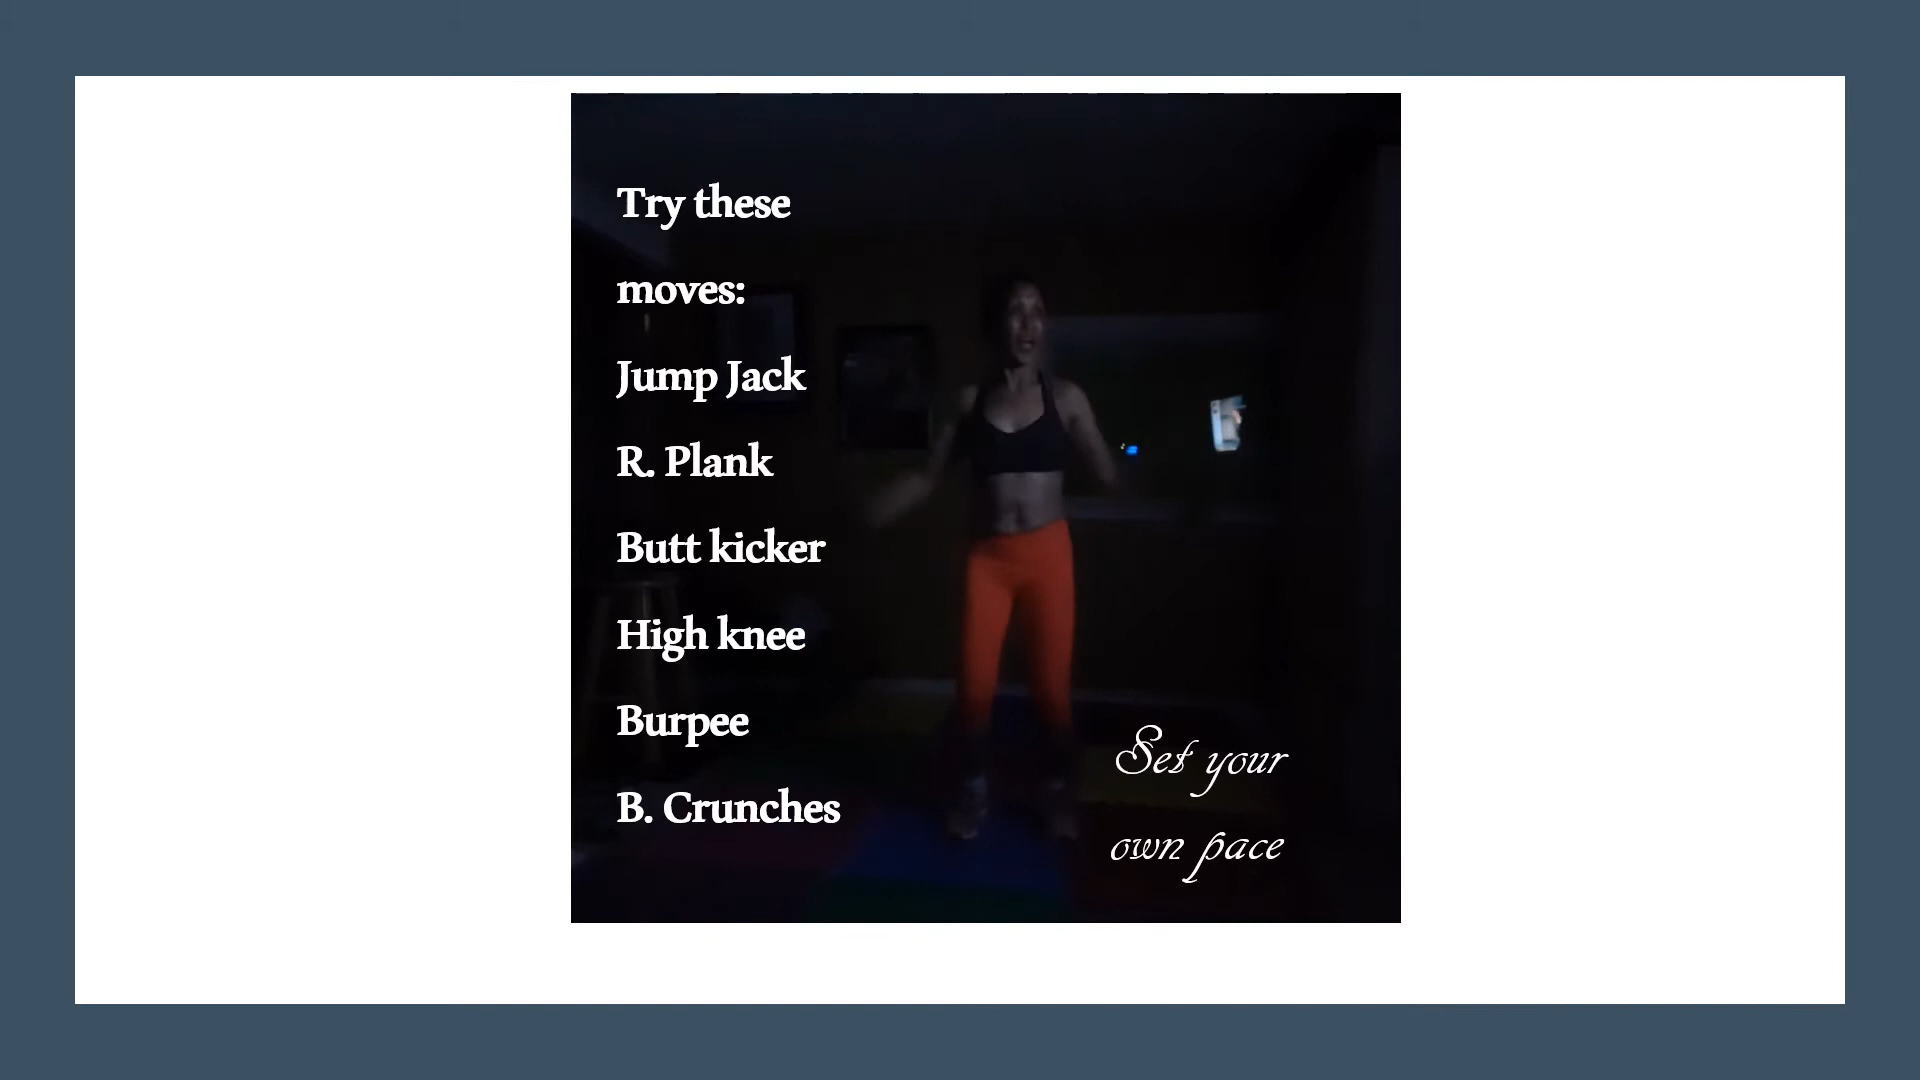 Try these
moves:
Jump Jack
R. Plank
Butt kicker
High knee
Burpee
B. Crunches
Set your
own pace